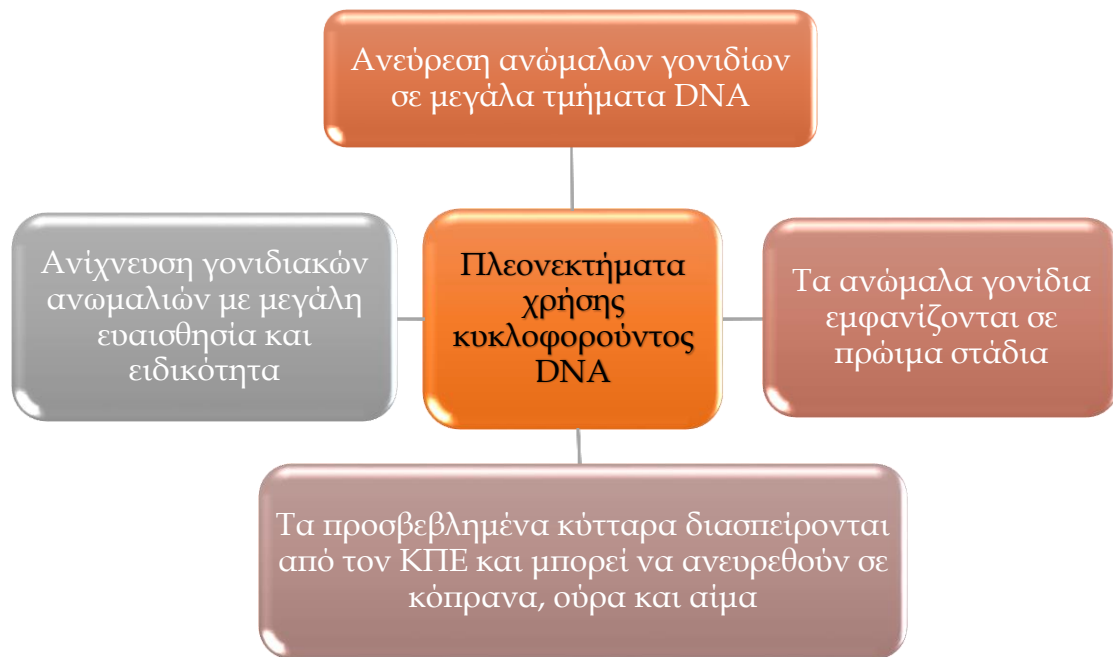 Ανεύρεση ανώμαλων γονιδίων
σε μεγάλα τμήματα DNA
Ανίχνευση γονιδιακών
ανωμαλιών με μεγάλη
ευαισθησία και
ειδικότητα
Πλεονεκτήματα
χρήσης
κυκλοφορούντος
DNA
Τα ανώμαλα γονίδια
εμφανίζονται σε
πρώιμα στάδια
Τα προσβεβλημένα κύτταρα διασπείρονται
από τον ΚΠΕ και μπορεί να ανευρεθούν σε
κόπρανα, ούρα και αίμα